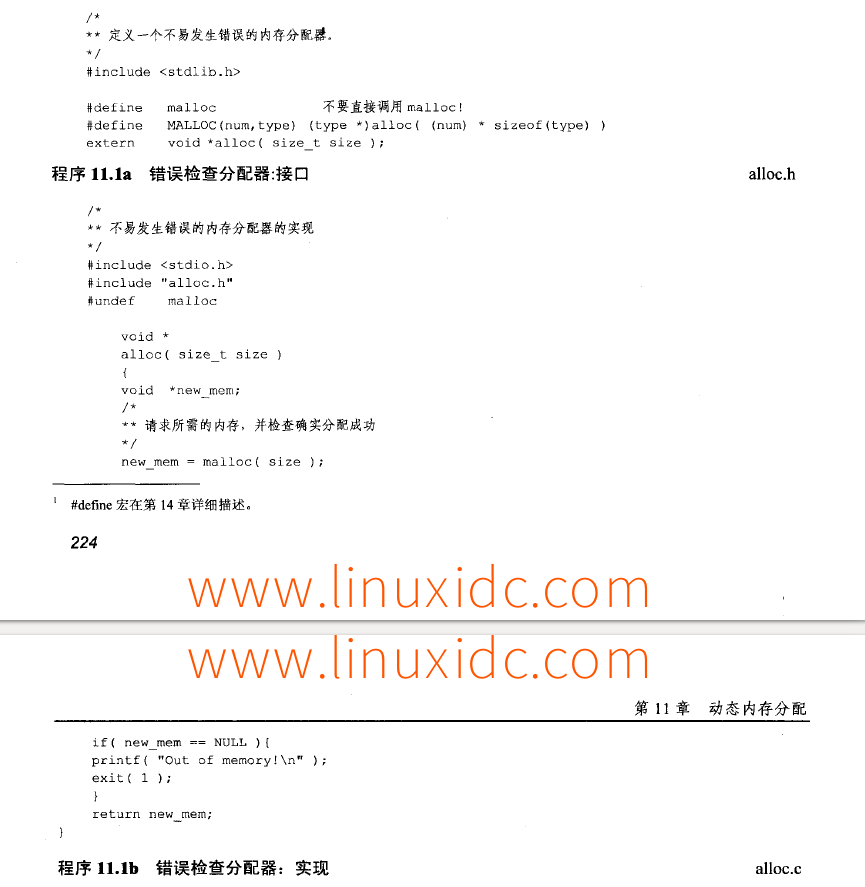 /*
** 定义一个不易发生错误的内存分配器。
*/
#include <stdlib.h>
#define malloc 不要直接调用 malloc!
#define MALLOC(num,type) (type *)alloc( (num) * sizeof(type) )
extern void *alloc( size_t size );
程序 11.1a 错误检查分配器:接口 alloc.h
/*
** 不易发生错误的内存分配器的实现
*/
#include <stdio.h>
#include "alloc.h"
#undef malloc
void *
alloc( size_t size )
{
void *new_mem;
/*
** 请求所需的内存，并检查确实分配成功
*/
new_mem = malloc( size );
1 #define 宏在第 14 章详细描述。
224
www.linuxidc.com
www.linuxidc.com
第 11 章 动态内存分配
if( new_mem == NULL ){
printf( "Out of memory!\n" );
exit( 1 );
}
return new_mem;
}
程序 11.1b 错误检查分配器：实现 alloc.c